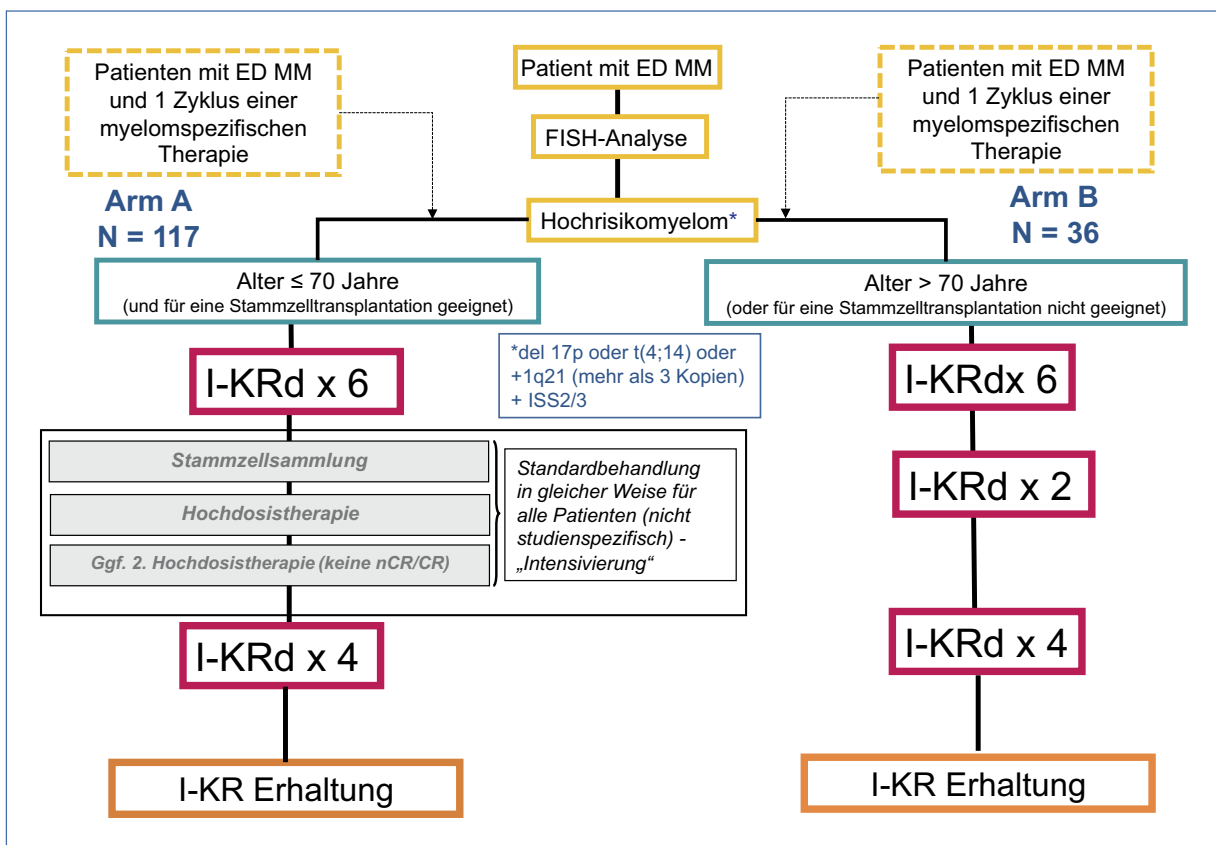 Patienten mit ED MM
und 1 Zyklus einer
myelomspezifischen
Therapie
Patient mit ED MM
FISH-Analyse
Hochrisikomyelom*
Patienten mit ED MM
und 1 Zyklus einer
myelomspezifischen
Therapie
Arm A
N = 117
Arm B
N = 36
Alter ≤ 70 Jahre
(und für eine Stammzelltransplantation geeignet)
Alter > 70 Jahre
(oder für eine Stammzelltransplantation nicht geeignet)
I-KRd x 6
*del 17p oder t(4;14) oder
+1q21 (mehr als 3 Kopien)
+ ISS2/3
I-KRdx 6
Stammzellsammlung
Hochdosistherapie
Ggf. 2. Hochdosistherapie (keine nCR/CR)
Standardbehandlung
in gleicher Weise für
alle Patienten (nicht
studienspezifisch) -
„Intensivierung“
I-KRd x 2
I-KRd x 4
I-KRd x 4
I-KR Erhaltung
I-KR Erhaltung